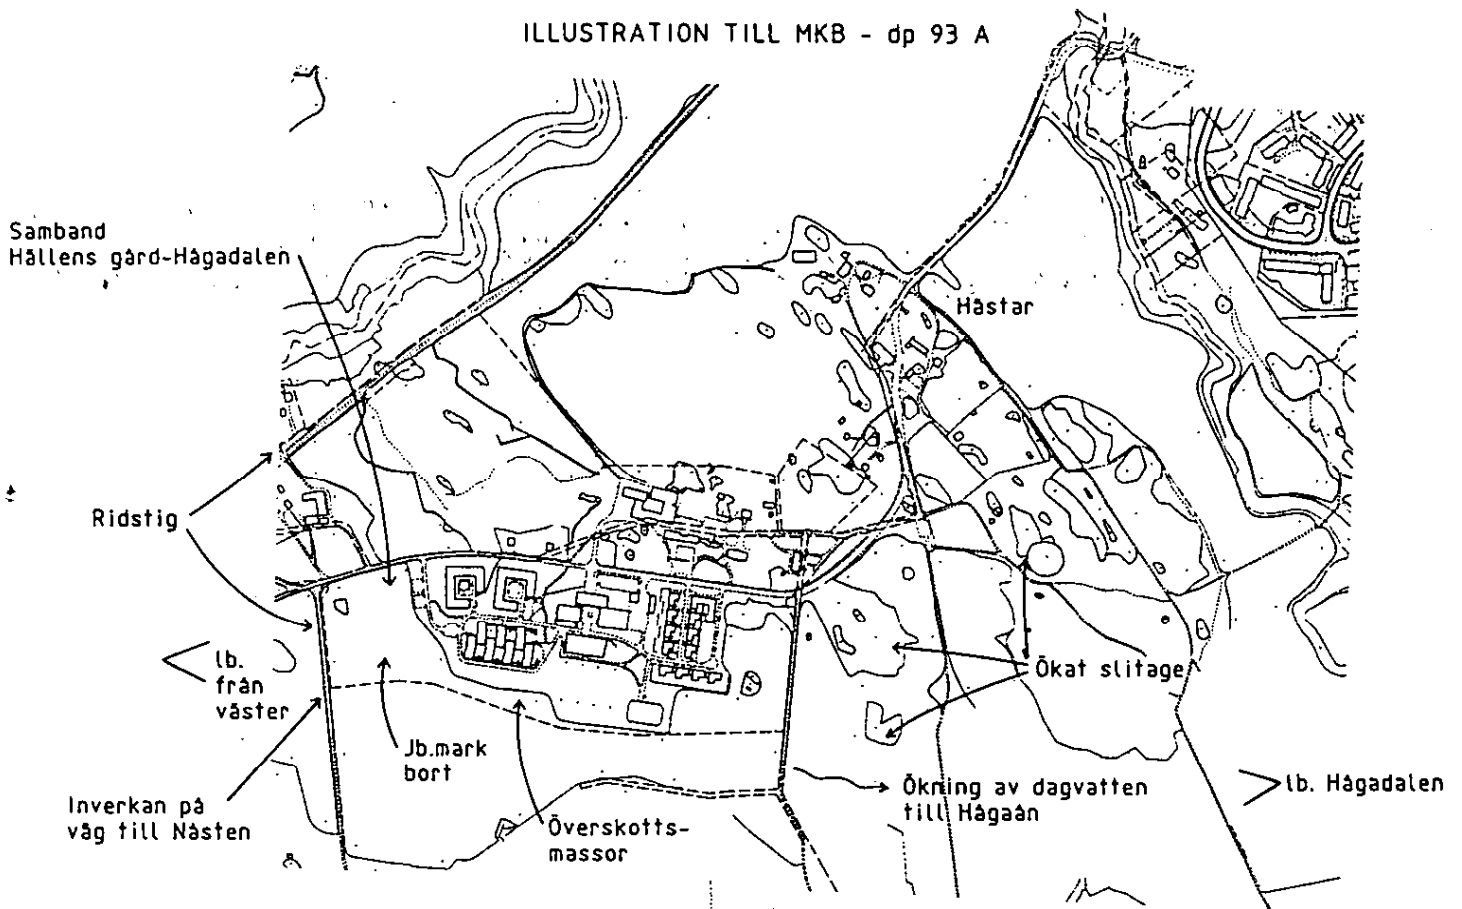 ILLUSTRATION TILL MKB - dp 93 A
Samband
Hällens gård-Hågadalen
Hästar
Ridstig
lb.
från
väster
Ökat slitage
Jb.mark
bort
Inverkan på
väg till Nåsten
Överskotts-
massor
Ökning av dagvatten
till Hågaån
lb. Hågadalen